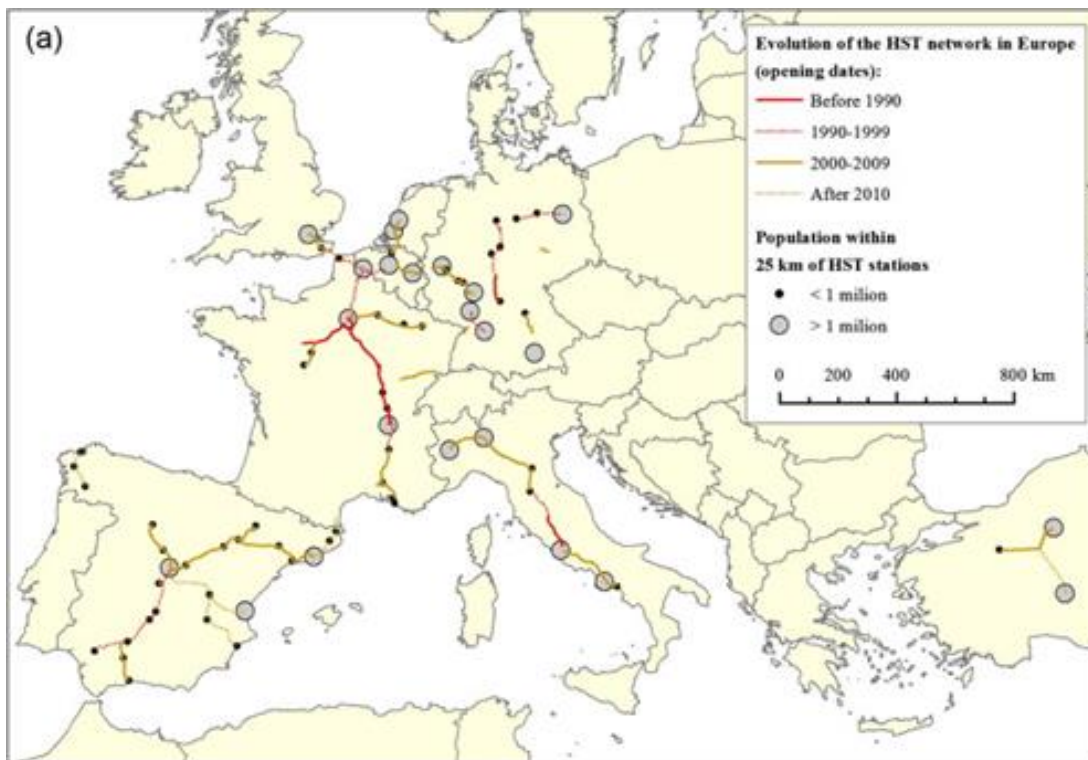 (a)
Evolution of the HST network in Europe
(opening dates):
Before 1990
1990-1999
2000-2009
After 2010
Population within
25 km of HST stations
< 1 milion
> 1 milion
0 200 400 800 km